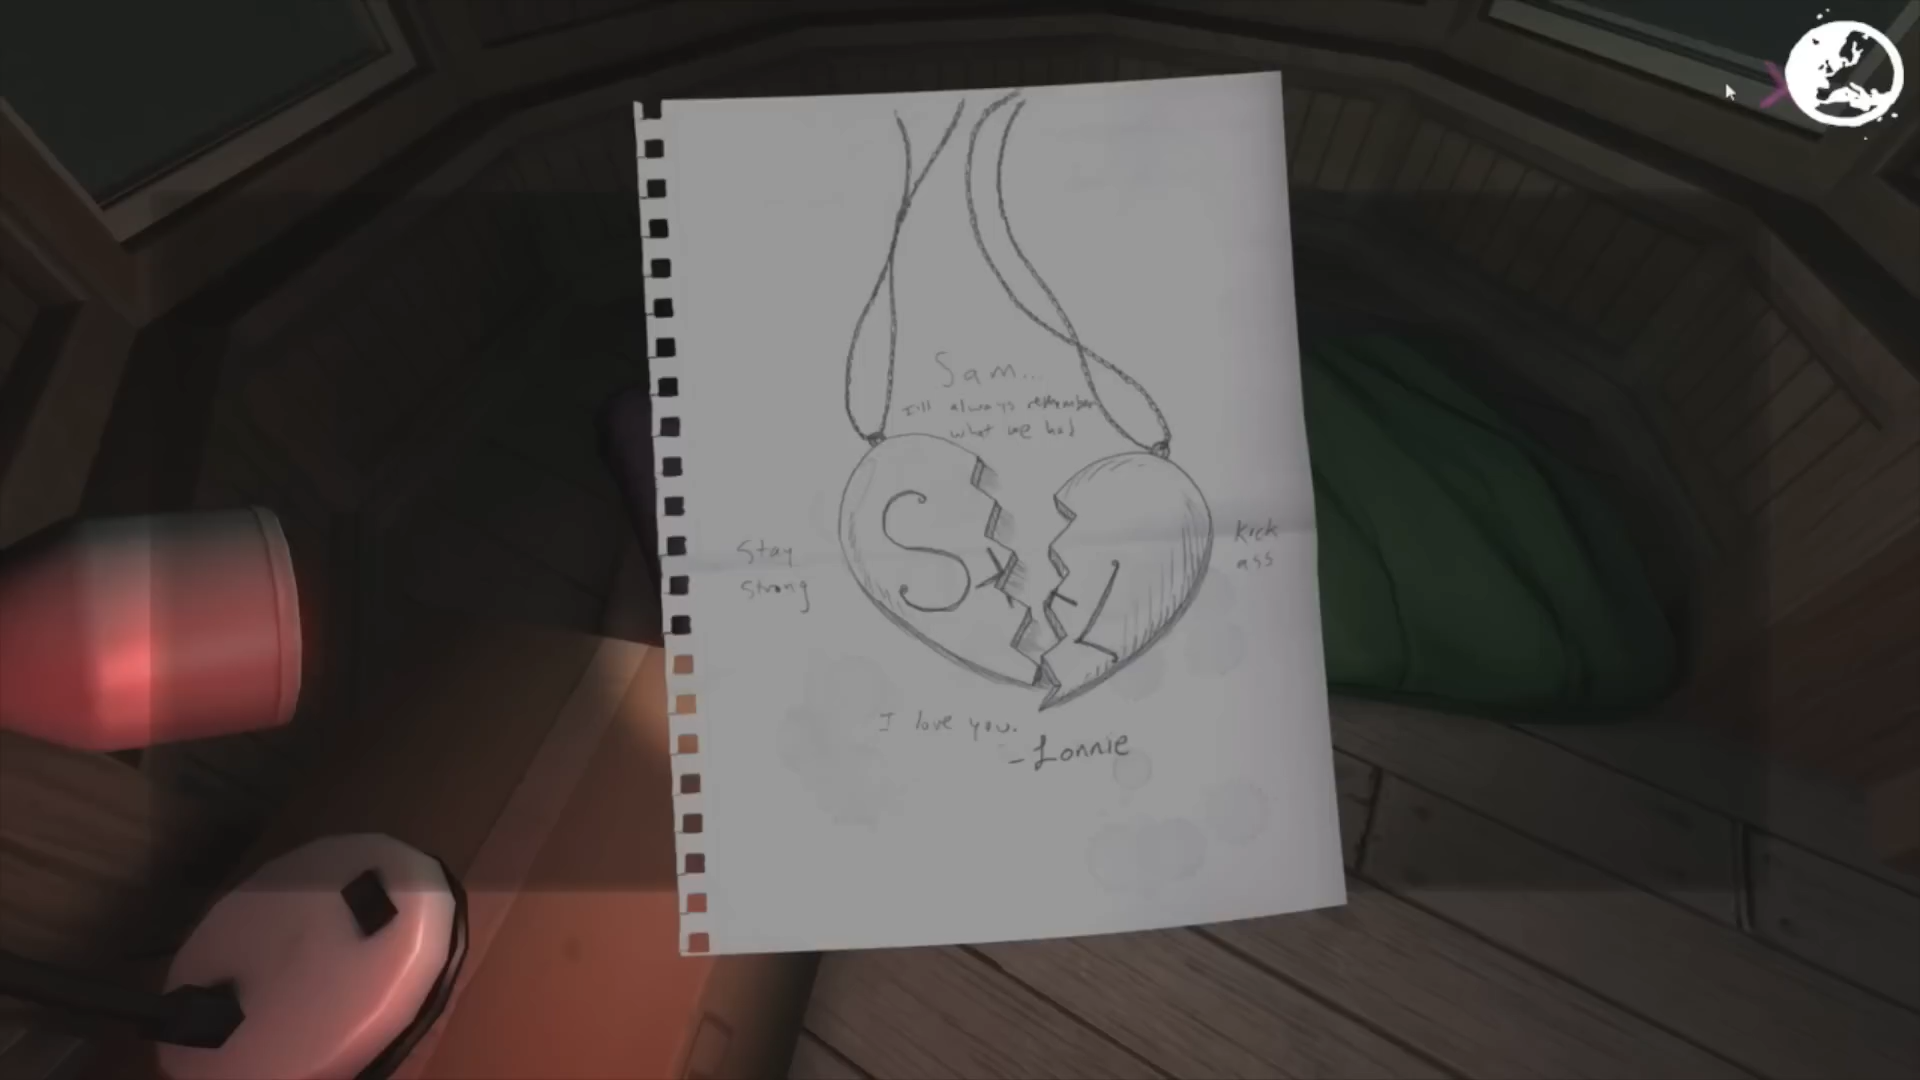 Sam...
I'll always remember
what we had
S + L
Stay
Strong
Kick
ass
I love you.
-Lonnie